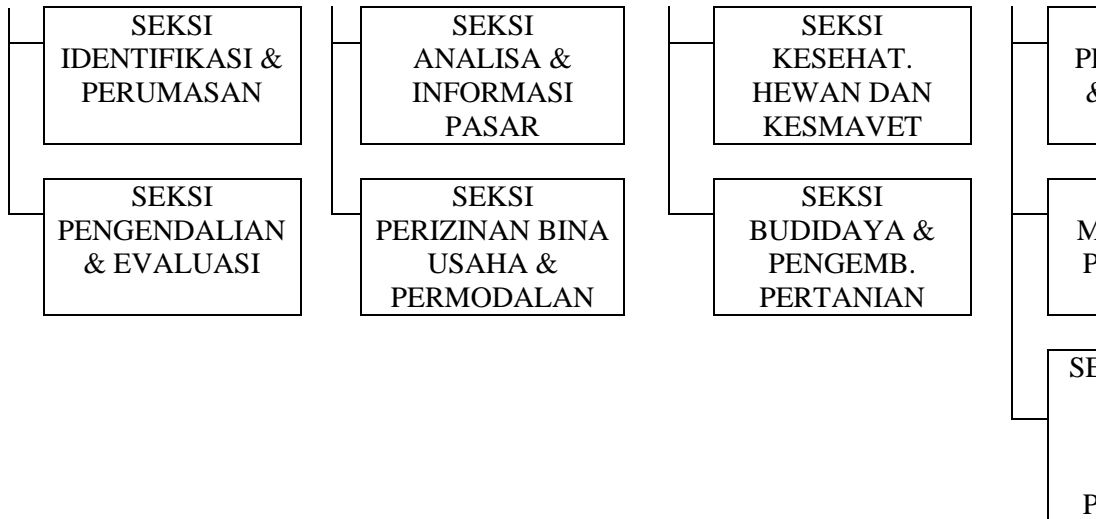 SEKSI
IDENTIFIKASI &
PERUMASAN
SEKSI
ANALISA &
INFORMASI
PASAR
SEKSI
KESEHAT.
HEWAN DAN
KESMAVET
SEKSI
PENGENDALIAN
& EVALUASI
SEKSI
PERIZINAN BINA
USAHA &
PERMODALAN
SEKSI
BUDIDAYA &
PENGEMB.
PERTANIAN